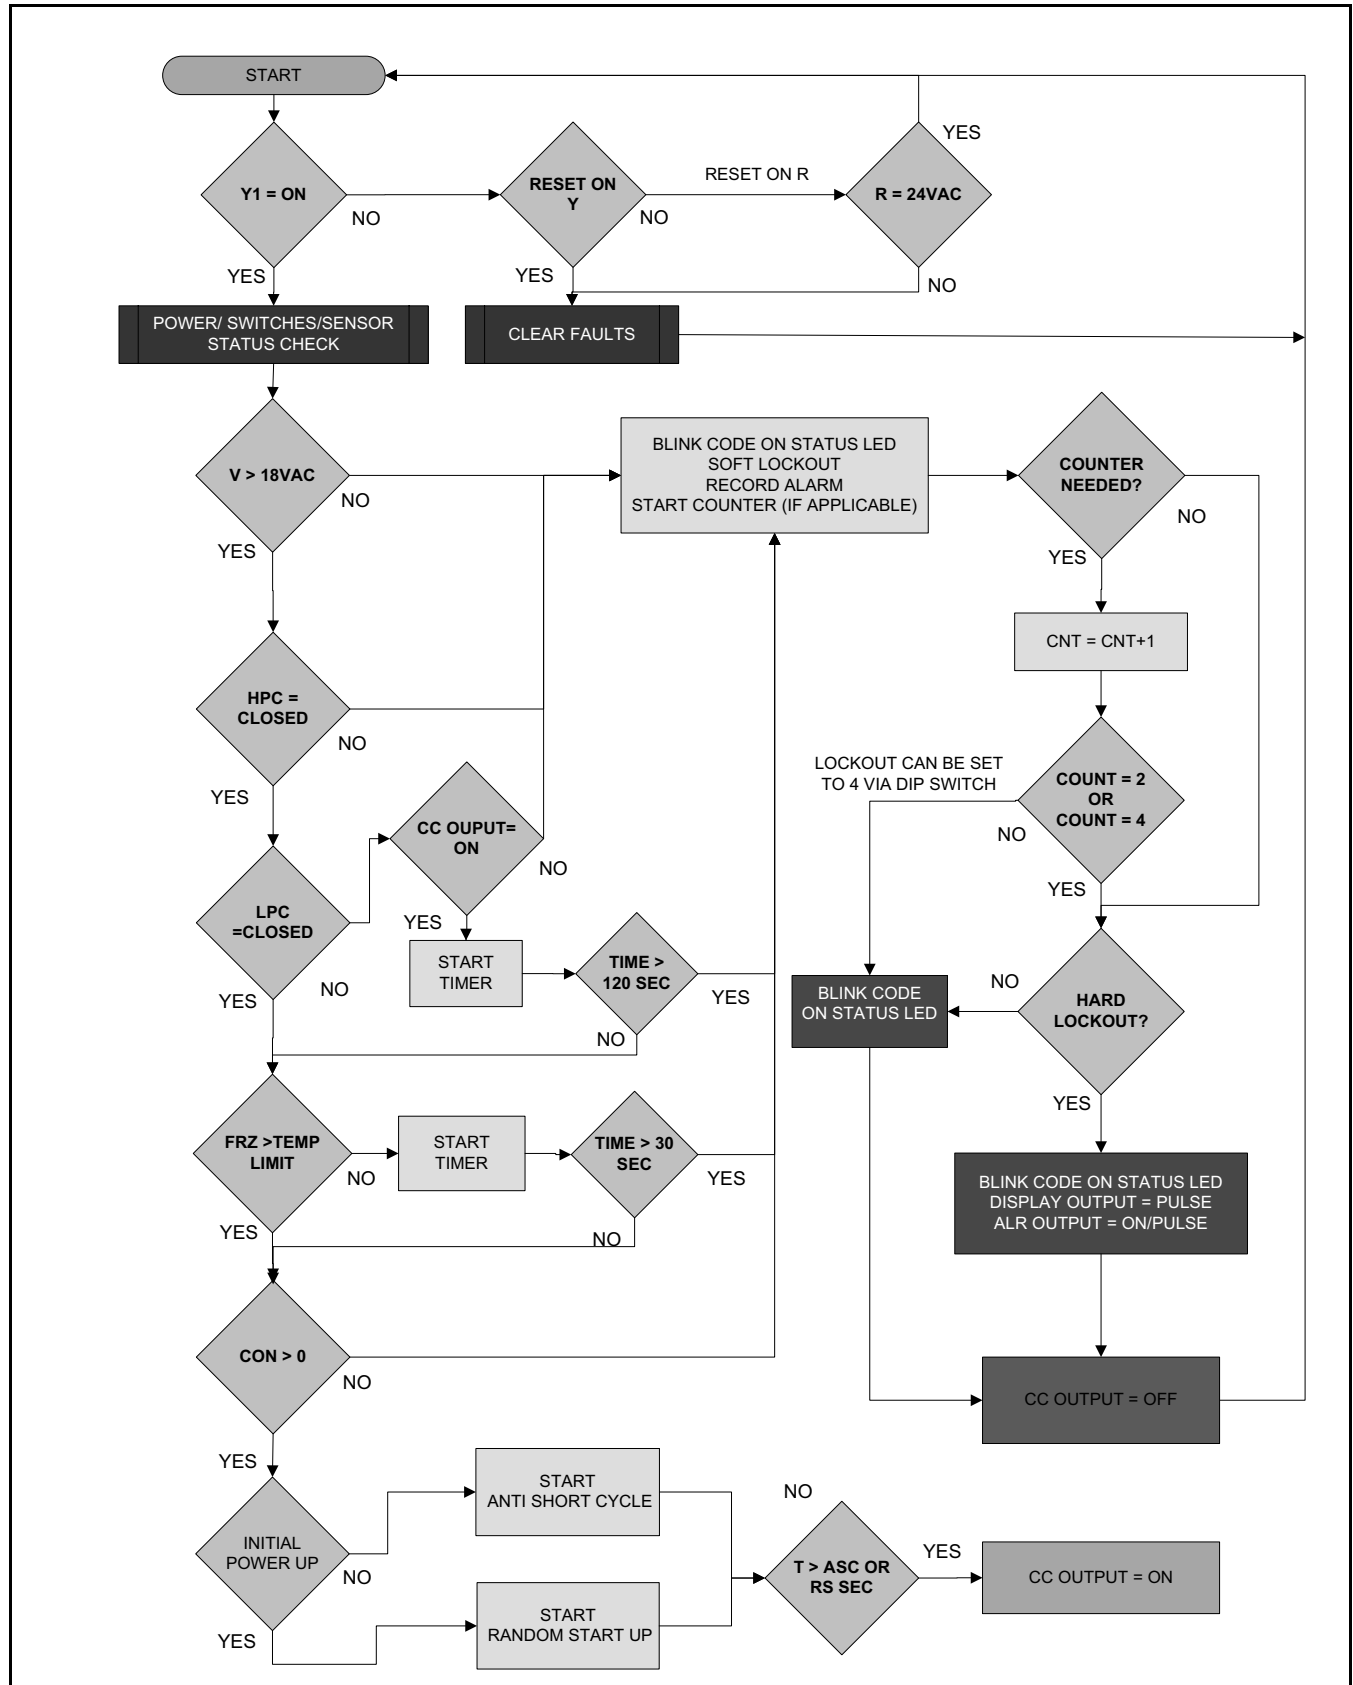 START
YES
Y1 = ON
NO
RESET ON
Y
NO
RESET ON R
R = 24VAC
YES
YES
NO
POWER/ SWITCHES/SENSOR
STATUS CHECK
CLEAR FAULTS
V > 18VAC
NO
BLINK CODE ON STATUS LED
SOFT LOCKOUT
RECORD ALARM
START COUNTER (IF APPLICABLE)
COUNTER
NEEDED?
NO
YES
YES
CNT = CNT+1
HPC =
CLOSED
NO
LOCKOUT CAN BE SET
TO 4 VIA DIP SWITCH
COUNT = 2
OR
COUNT = 4
YES
CC OUPUT=
ON
NO
NO
YES
LPC
=CLOSED
YES
START
TIMER
TIME >
120 SEC
YES
NO
YES
NO
BLINK CODE
ON STATUS LED
NO
HARD
LOCKOUT?
YES
FRZ >TEMP
LIMIT
NO
START
TIMER
TIME > 30
SEC
YES
YES
NO
BLINK CODE ON STATUS LED
DISPLAY OUTPUT = PULSE
ALR OUTPUT = ON/PULSE
CON > 0
NO
CC OUTPUT = OFF
YES
START
ANTI SHORT CYCLE
NO
INITIAL
POWER UP
NO
T > ASC OR
RS SEC
YES
CC OUTPUT = ON
YES
START
RANDOM START UP